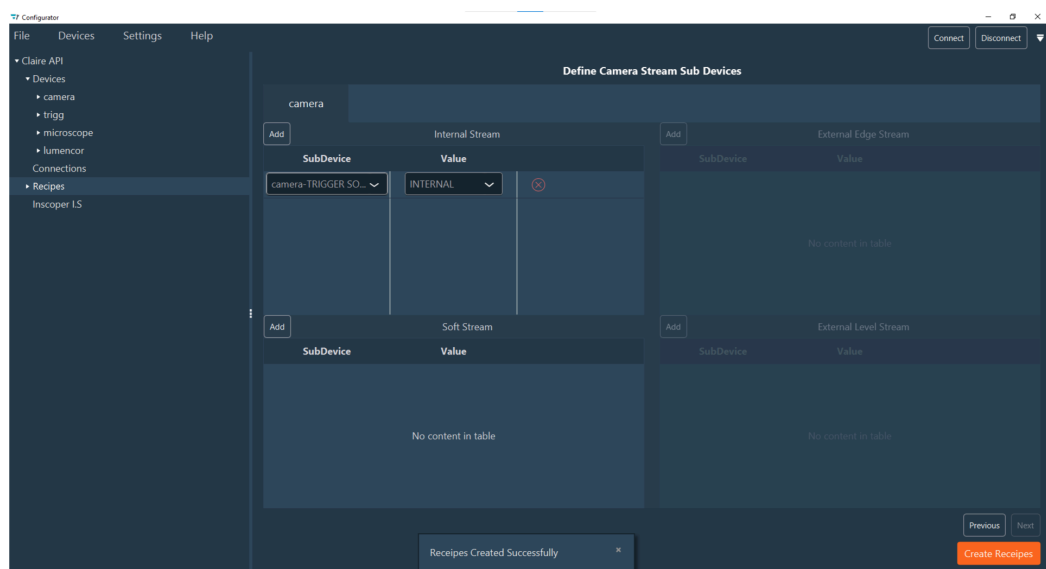 Configurator
File Devices Settings Help
Connect Disconnect
Claire API
Devices
camera
trigg
microscope
lumencor
Connections
Recipes
Inscoper I.S
Define Camera Stream Sub Devices
camera
Add Internal Stream
SubDevice Value
camera-TRIGGER SO... INTERNAL
Add External Edge Stream
SubDevice Value
No content in table
Add Soft Stream
SubDevice Value
No content in table
Add External Level Stream
SubDevice Value
No content in table
Previous Next
Receipes Created Successfully
Create Receipes